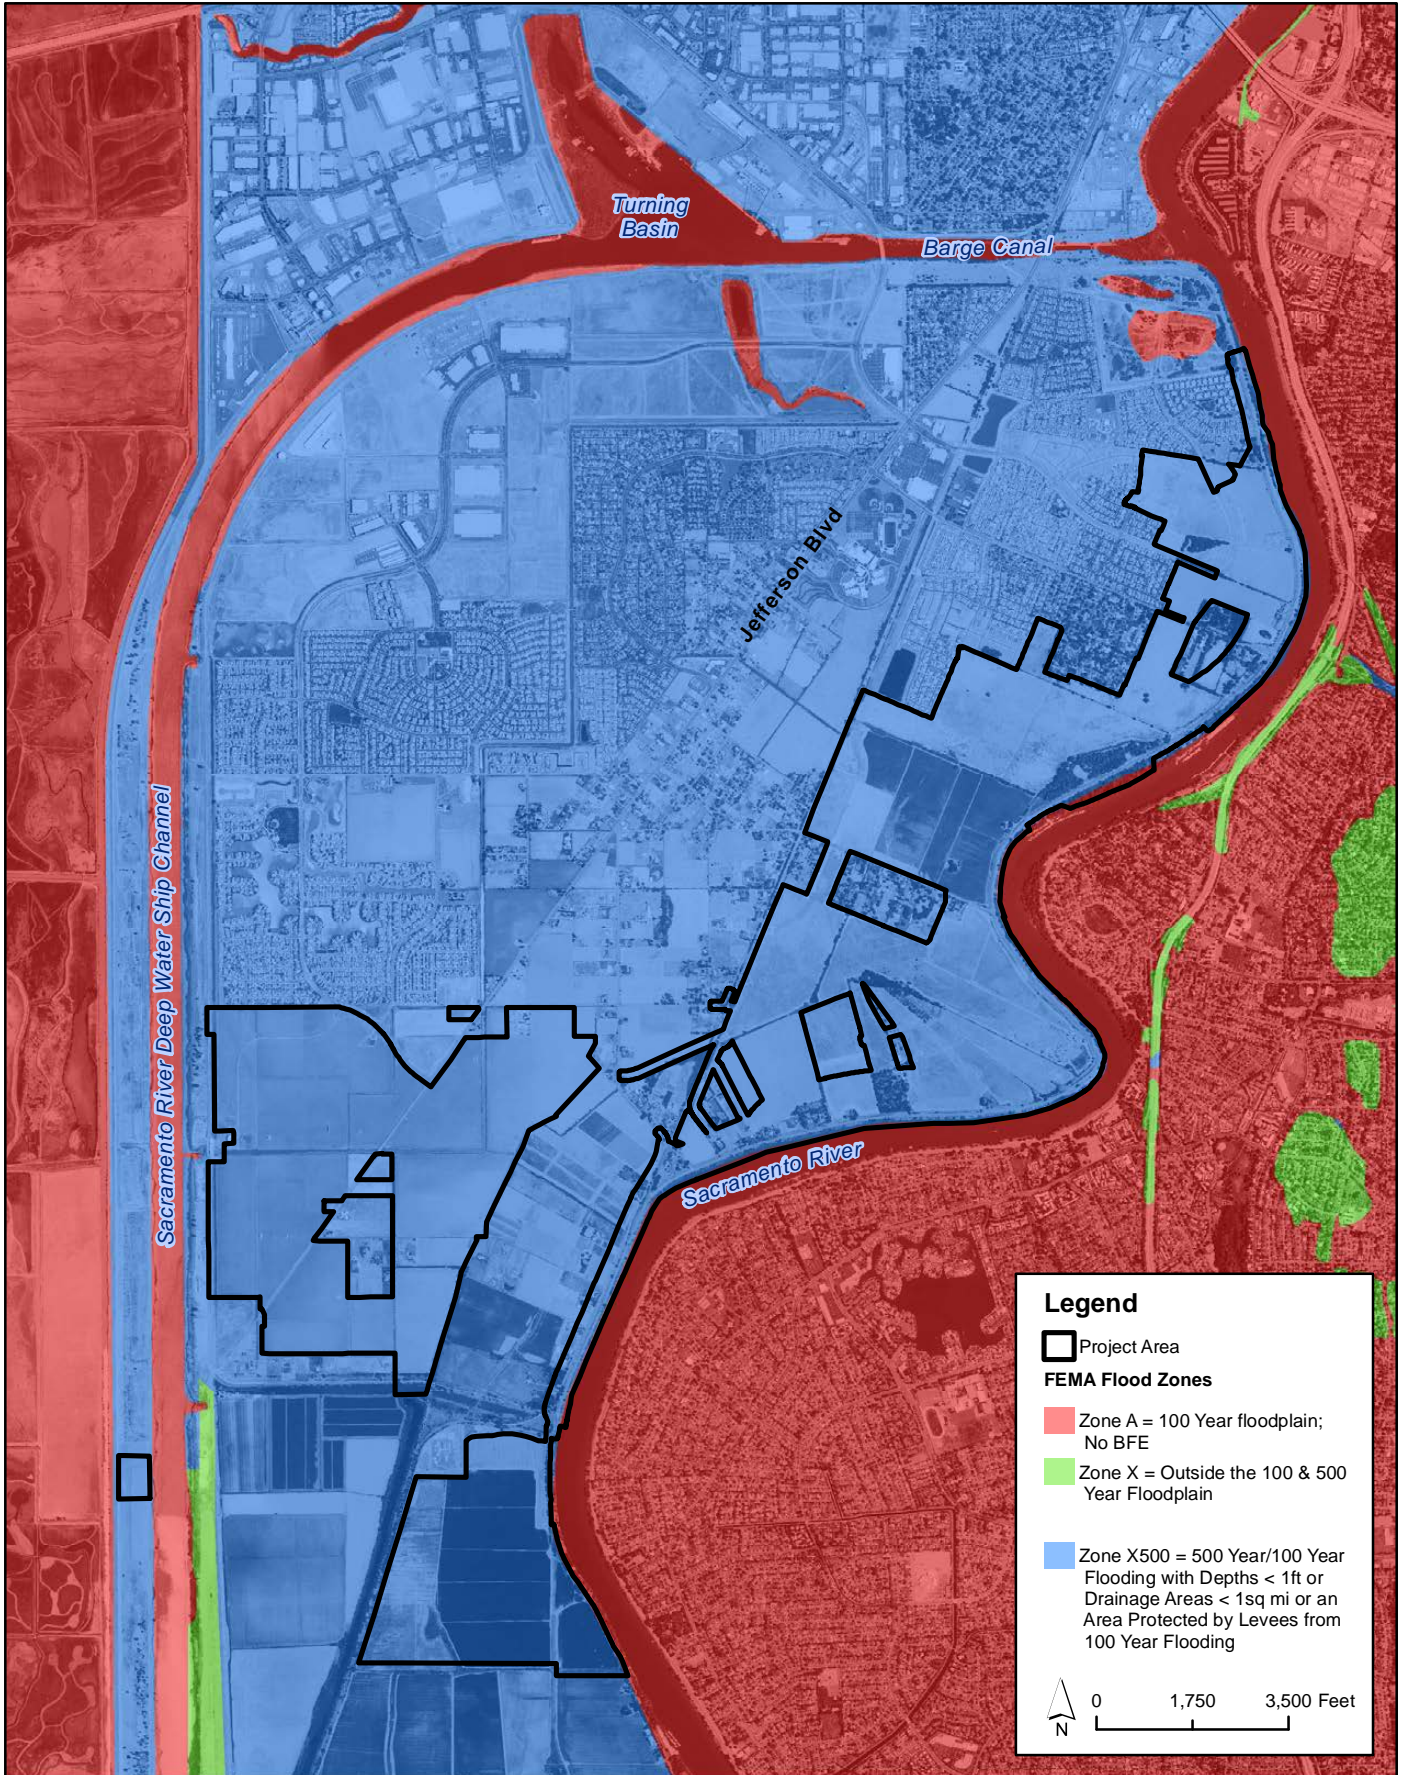 Turning
Basin
Barge Canal
Jefferson Blvd
Sacramento River Deep Water Ship Channel
Sacramento River
Legend
Project Area
FEMA Flood Zones
Zone A = 100 Year floodplain;
No BFE
Zone X = Outside the 100 & 500
Year Floodplain
Zone X500 = 500 Year/100 Year
Flooding with Depths < 1ft or
Drainage Areas < 1sq mi or an
Area Protected by Levees from
100 Year Flooding
N
0 1,750 3,500 Feet